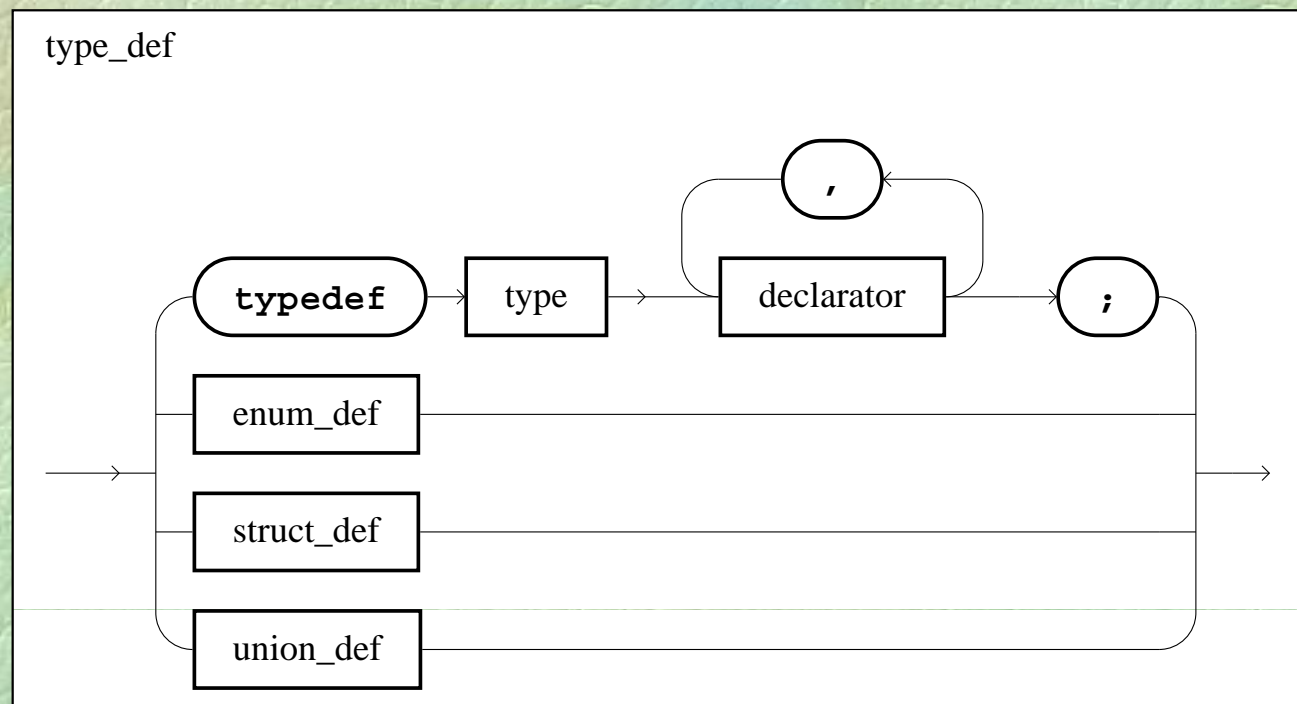 type_def
,
typedef type declarator ;
enum_def
struct_def
union_def